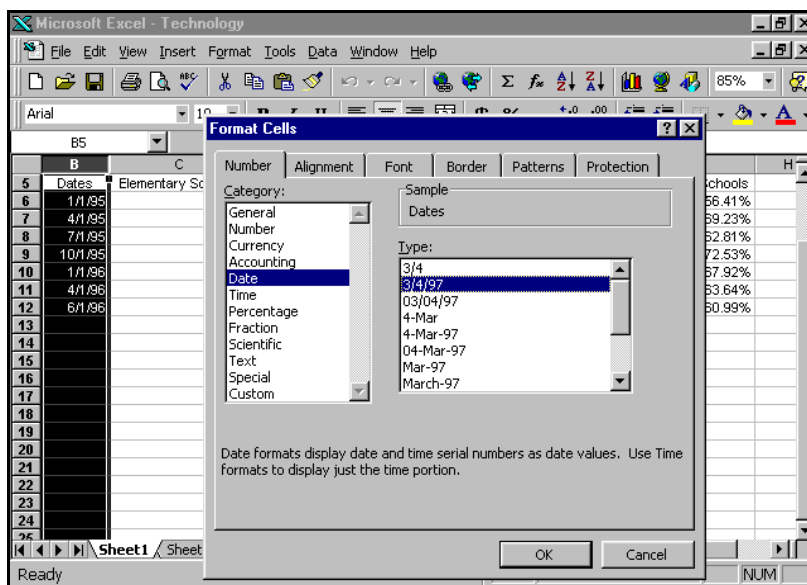 Microsoft Excel - Technology
File Edit View Insert Format Tools Data Window Help
ABC Σ fx A Z Z A 85%
Arial
B5
B C H
5 Dates Elementary Sc chools
6 1/1/95 56.41%
7 4/1/95 69.23%
8 7/1/95 62.81%
9 10/1/95 72.53%
10 1/1/96 67.92%
11 4/1/96 63.64%
12 6/1/96 60.99%
13
14
15
16
17
18
19
20
21
22
23
24
25
Format Cells
Number Alignment Font Border Patterns Protection
Category:
General
Number
Currency
Accounting
Date
Time
Percentage
Fraction
Scientific
Text
Special
Custom
Sample
Dates
Type:
3/4
3/4/97
03/04/97
4-Mar
4-Mar-97
04-Mar-97
Mar-97
March-97
Date formats display date and time serial numbers as date values. Use Time
formats to display just the time portion.
OK Cancel
Sheet1 Sheet
Ready NUM